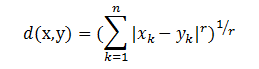 d(x,y) = (∑_{k=1}^{n} |x_k − y_k|^r)^{1/r}